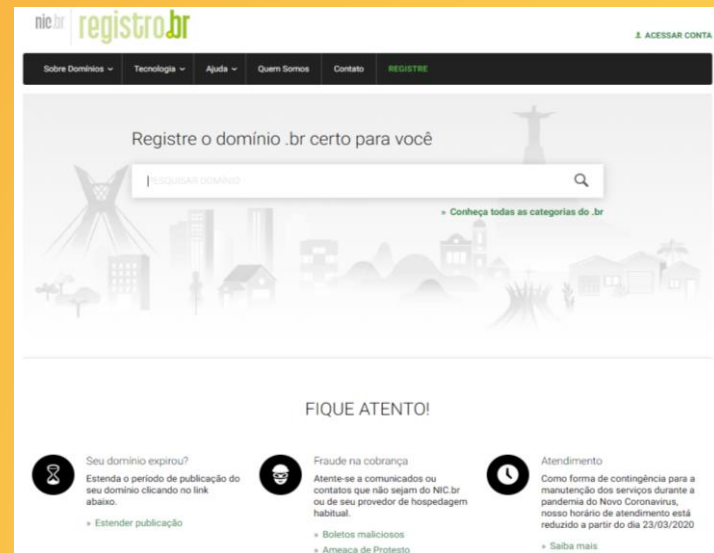 nic.br registro.br
ACESSAR CONTA
Sobre Domínios Tecnologia Ajuda Quem Somos Contato REGISTRE
Registre o domínio .br certo para você
PESQUISAR DOMÍNIO
» Conheça todas as categorias do .br
FIQUE ATENTO!
Seu domínio expirou?
Estenda o período de publicação do
seu domínio clicando no link
abaixo.
» Estender publicação
Fraude na cobrança
Atente-se a comunicados ou
contatos que não sejam do NIC.br
ou de seu provedor de hospedagem
habitual.
» Boletos maliciosos
» Ameaça de Protesto
Atendimento
Como forma de contingência para a
manutenção dos serviços durante a
pandemia do Novo Coronavirus,
nosso horário de atendimento está
reduzido a partir do dia 23/03/2020
» Saiba mais